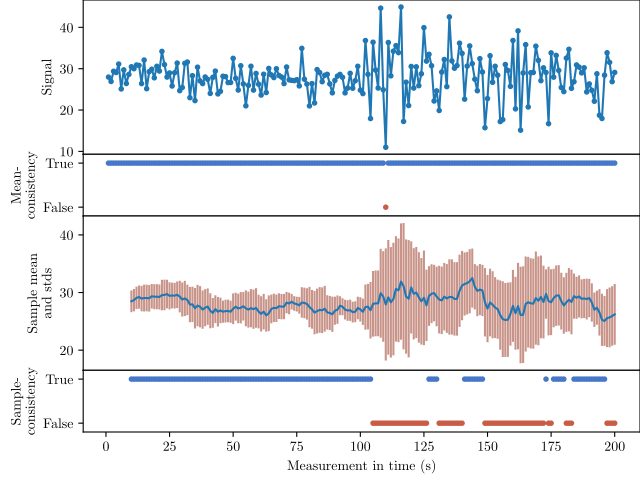 40
30
20
10
Signal
True
False
Mean-
consistency
40
30
20
Sample mean
and stds
True
False
Sample-
consistency
0 25 50 75 100 125 150 175 200
Measurement in time (s)